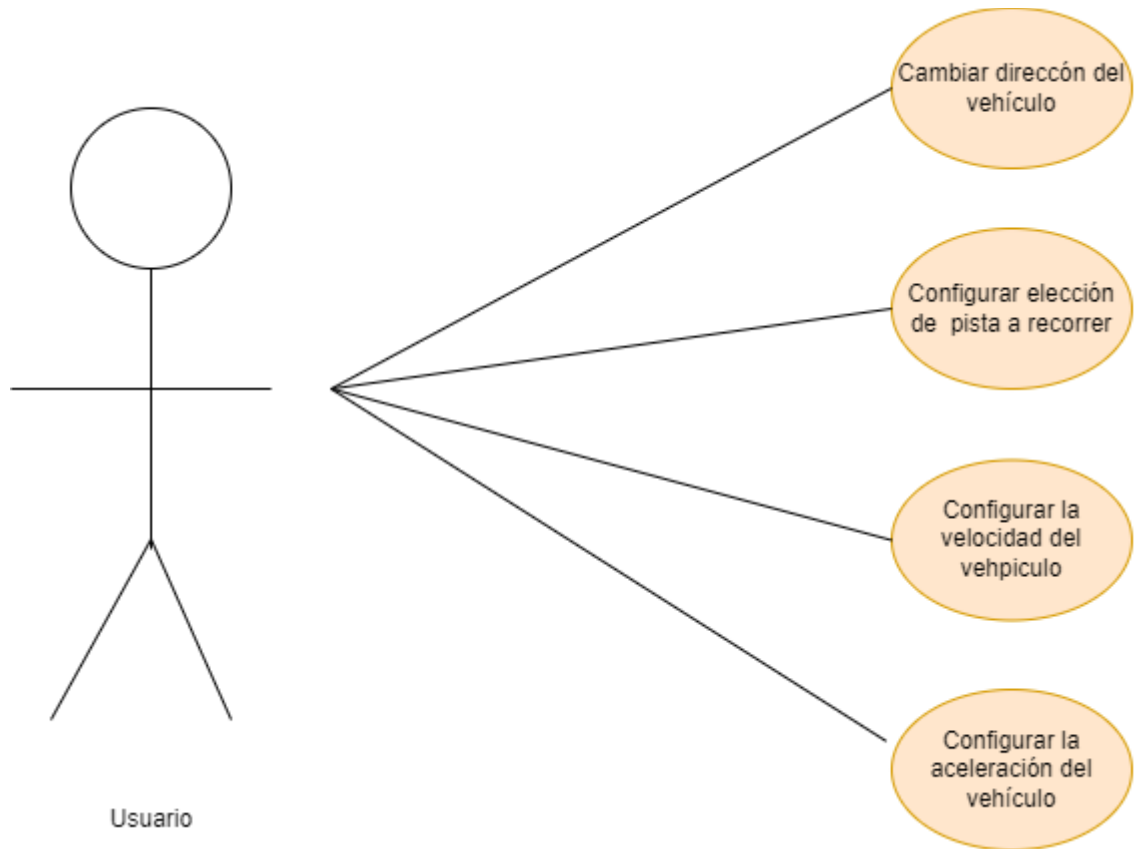 Cambiar direccón del
vehículo
Configurar elección
de pista a recorrer
Configurar la
velocidad del
vehpiculo
Configurar la
aceleración del
vehículo
Usuario